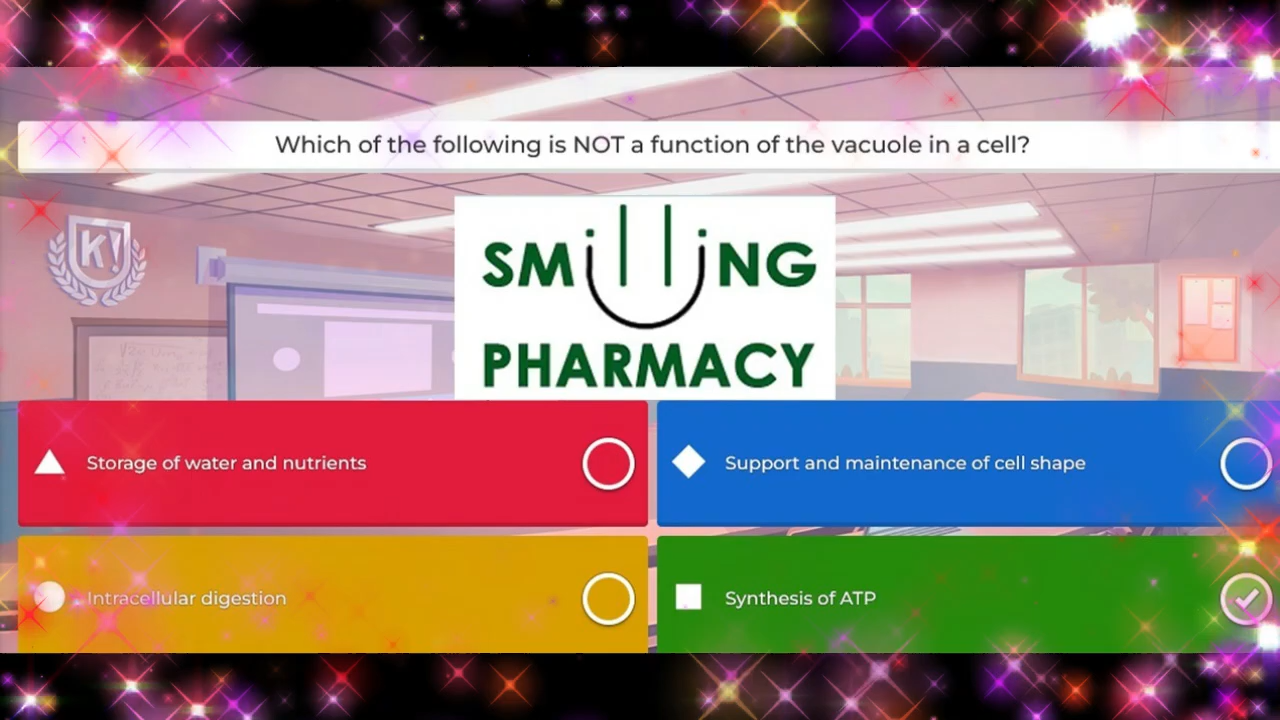 Which of the following is NOT a function of the vacuole in a cell?
K!
SMiLLiNG
PHARMACY
Storage of water and nutrients
Support and maintenance of cell shape
Intracellular digestion
Synthesis of ATP